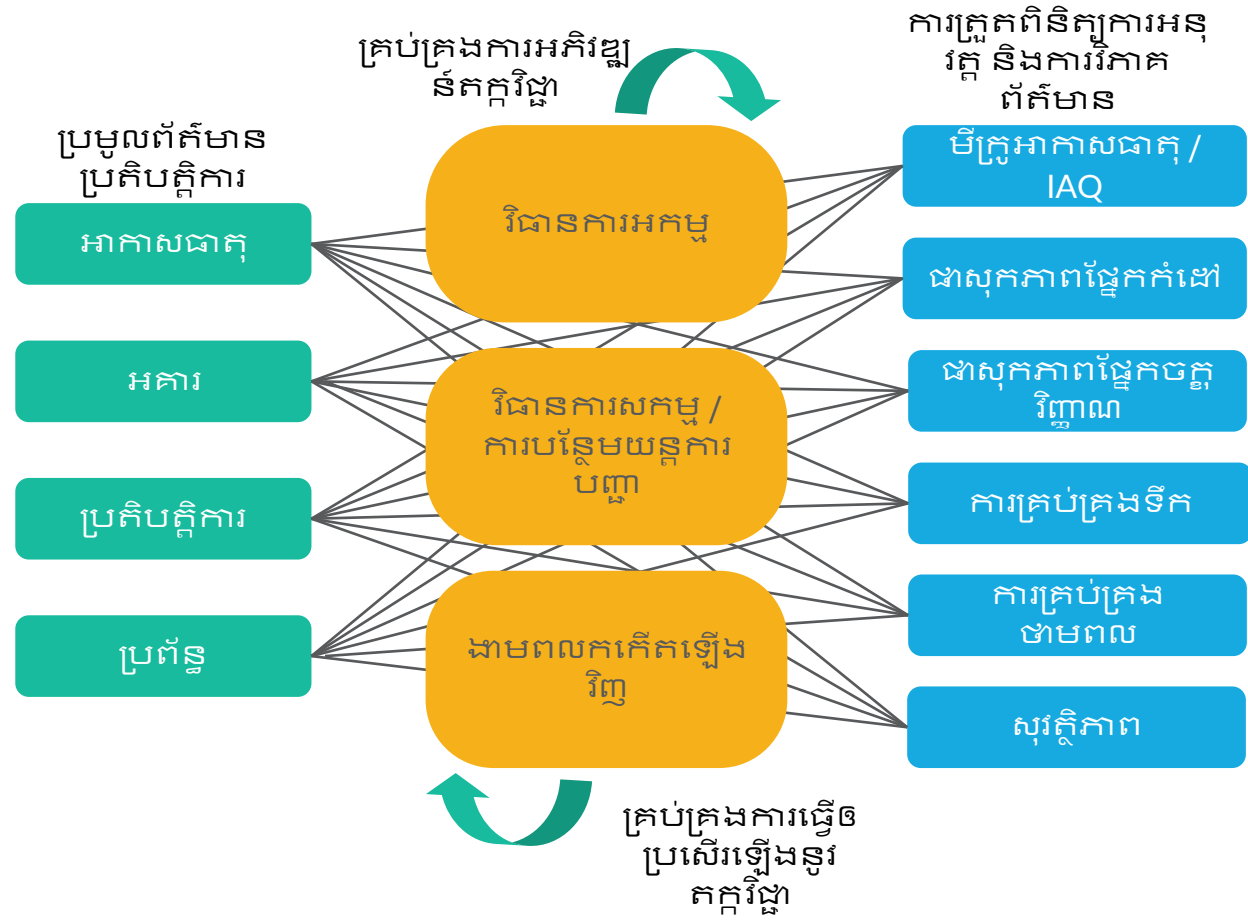 គ្រប់គ្រងការអភិវឌ្ឍ
ន៍តក្កវិជ្ជា
ការត្រួតពិនិត្យការអនុ
វត្ត និងការវិភាគ
ព័ត៌មាន
ប្រមូលព័ត៌មាន
ប្រតិបត្តិការ
អាកាសធាតុ
អគារ
ប្រតិបត្តិការ
ប្រព័ន្ធ
វិធានការអកម្ម
វិធានការសកម្ម /
ការបន្ថែមយន្តការ
បញ្ជា
ងាមពលកកើតឡើង
វិញ
មីក្រូអាកាសធាតុ /
IAQ
ផាសុកភាពផ្នែកកំដៅ
ផាសុកភាពផ្នែកចក្ខុ
វិញ្ញាណ
ការគ្រប់គ្រងទឹក
ការគ្រប់គ្រង
ថាមពល
សុវត្ថិភាព
គ្រប់គ្រងការធ្វើឲ
ប្រសើរឡើងនូវ
តក្កវិជ្ជា